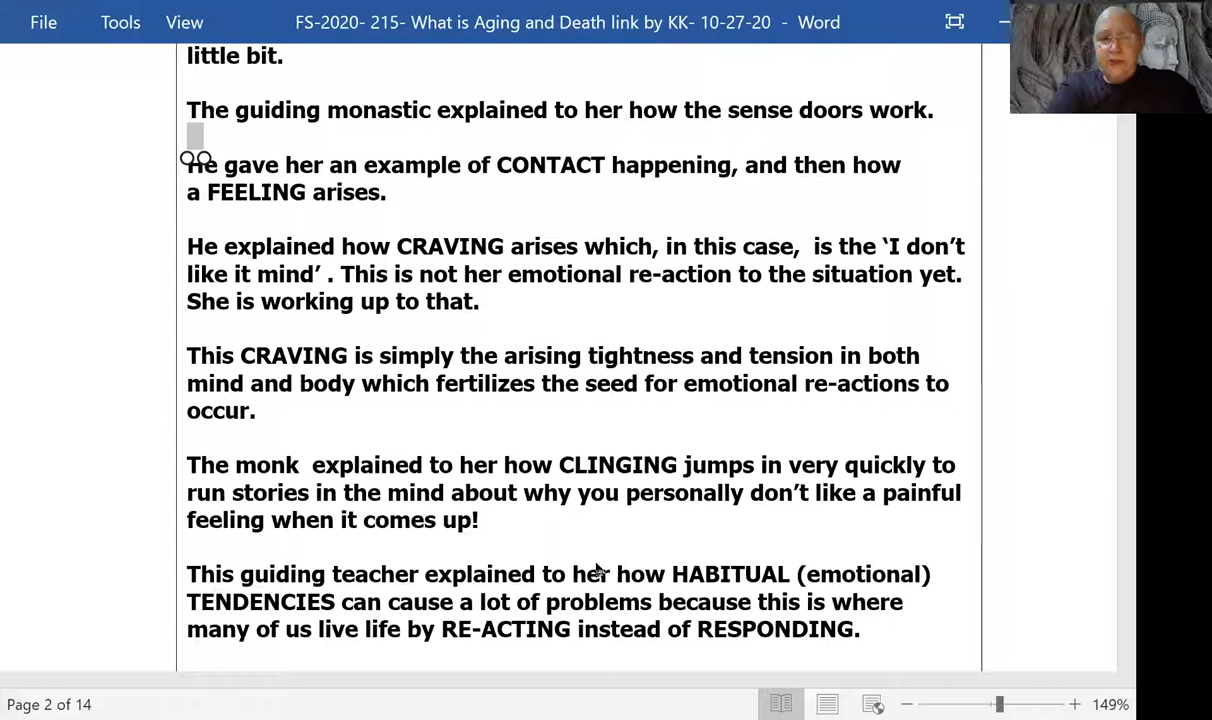 File Tools View FS-2020- 215- What is Aging and Death link by KK- 10-27-20 - Word
little bit.
The guiding monastic explained to her how the sense doors work.
He gave her an example of CONTACT happening, and then how
a FEELING arises.
He explained how CRAVING arises which, in this case,  is the ‘I don’t
like it mind’ . This is not her emotional re-action to the situation yet.
She is working up to that.
This CRAVING is simply the arising tightness and tension in both
mind and body which fertilizes the seed for emotional re-actions to
occur.
The monk  explained to her how CLINGING jumps in very quickly to
run stories in the mind about why you personally don’t like a painful
feeling when it comes up!
This guiding teacher explained to her how HABITUAL (emotional)
TENDENCIES can cause a lot of problems because this is where
many of us live life by RE-ACTING instead of RESPONDING.
Page 2 of 14 149%